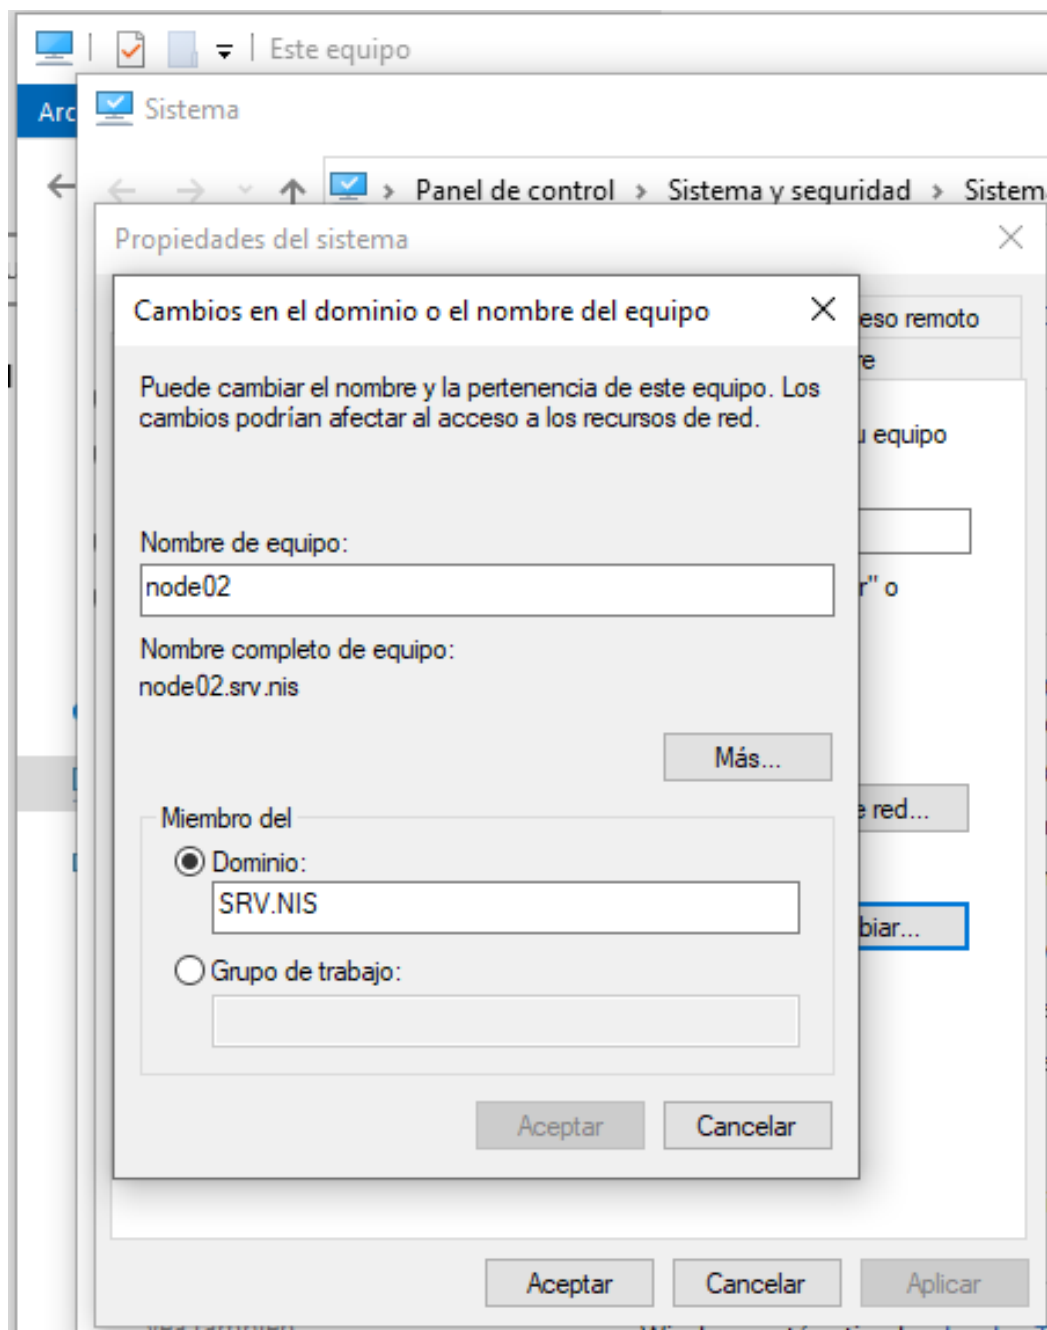 Este equipo
Arc
Sistema
Panel de control > Sistema y seguridad > Sistema
Propiedades del sistema
Cambios en el dominio o el nombre del equipo
eso remoto
re
Puede cambiar el nombre y la pertenencia de este equipo. Los
cambios podrían afectar al acceso a los recursos de red.
u equipo
Nombre de equipo:
node02
r" o
Nombre completo de equipo:
node02.srv.nis
Más...
e red...
Miembro del
Dominio:
SRV.NIS
biar...
Grupo de trabajo:
Aceptar
Cancelar
Aceptar
Cancelar
Aplicar